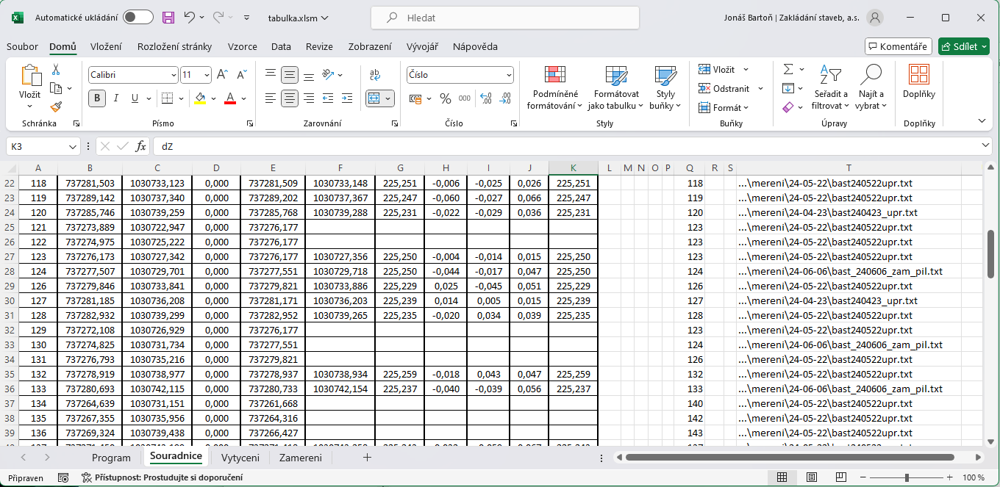 Automatické ukládání tabulka.xlsm Hledat Jonáš Bartoň | Zakládání staveb, a.s.
Soubor Domů Vložení Rozložení stránky Vzorce Data Revize Zobrazení Vývojář Nápověda Komentáře Sdílet
Calibri 11 ab Číslo Vložit
Vložit Podmíněné Formátovat Styly Odstranit Seřadit a Najít a Doplňky
B I U A % 000 formátování jako tabulku buňky Formát filtrovat vybrat
Schránka Písmo Zarovnání Číslo Styly Buňky Úpravy Doplňky
K3 fx dZ
A B C D E F G H I J K L M N O P Q R S T
22 118 737281,503 1030733,123 0,000 737281,509 1030733,148 225,251 -0,006 -0,025 0,026 225,251 118 ...\mereni\24-05-22\bast240522upr.txt
23 119 737289,142 1030737,340 0,000 737289,202 1030737,367 225,247 -0,060 -0,027 0,066 225,247 119 ...\mereni\24-05-22\bast240522upr.txt
24 120 737285,746 1030739,259 0,000 737285,768 1030739,288 225,231 -0,022 -0,029 0,036 225,231 120 ...\mereni\24-04-23\bast240423_upr.txt
25 121 737273,889 1030722,947 0,000 737276,177 123 ...\mereni\24-05-22\bast240522upr.txt
26 122 737274,975 1030725,222 0,000 737276,177 123 ...\mereni\24-05-22\bast240522upr.txt
27 123 737276,173 1030727,342 0,000 737276,177 1030727,356 225,250 -0,004 -0,014 0,015 225,250 123 ...\mereni\24-05-22\bast240522upr.txt
28 124 737277,507 1030729,701 0,000 737277,551 1030729,718 225,250 -0,044 -0,017 0,047 225,250 124 ...\mereni\24-06-06\bast_240606_zam_pil.txt
29 126 737279,846 1030733,841 0,000 737279,821 1030733,886 225,229 0,025 -0,045 0,051 225,229 126 ...\mereni\24-05-22\bast240522upr.txt
30 127 737281,185 1030736,208 0,000 737281,171 1030736,203 225,239 0,014 0,005 0,015 225,239 127 ...\mereni\24-04-23\bast240423_upr.txt
31 128 737282,932 1030739,299 0,000 737282,952 1030739,265 225,235 -0,020 0,034 0,039 225,235 128 ...\mereni\24-05-22\bast240522upr.txt
32 129 737272,108 1030726,929 0,000 737276,177 123 ...\mereni\24-05-22\bast240522upr.txt
33 130 737274,825 1030731,734 0,000 737277,551 124 ...\mereni\24-06-06\bast_240606_zam_pil.txt
34 131 737276,793 1030735,216 0,000 737279,821 126 ...\mereni\24-05-22\bast240522upr.txt
35 132 737278,919 1030738,977 0,000 737278,937 1030738,934 225,259 -0,018 0,043 0,047 225,259 132 ...\mereni\24-05-22\bast240522upr.txt
36 133 737280,693 1030742,115 0,000 737280,733 1030742,154 225,237 -0,040 -0,039 0,056 225,237 133 ...\mereni\24-06-06\bast_240606_zam_pil.txt
37 134 737264,639 1030731,151 0,000 737261,668 140 ...\mereni\24-05-22\bast240522upr.txt
38 135 737267,355 1030735,956 0,000 737264,316 142 ...\mereni\24-05-22\bast240522upr.txt
39 136 737269,324 1030739,438 0,000 737266,427 143 ...\mereni\24-05-22\bast240522upr.txt
Program Souradnice Vytyceni Zamereni
Připraven Přístupnost: Prostudujte si doporučení 100 %